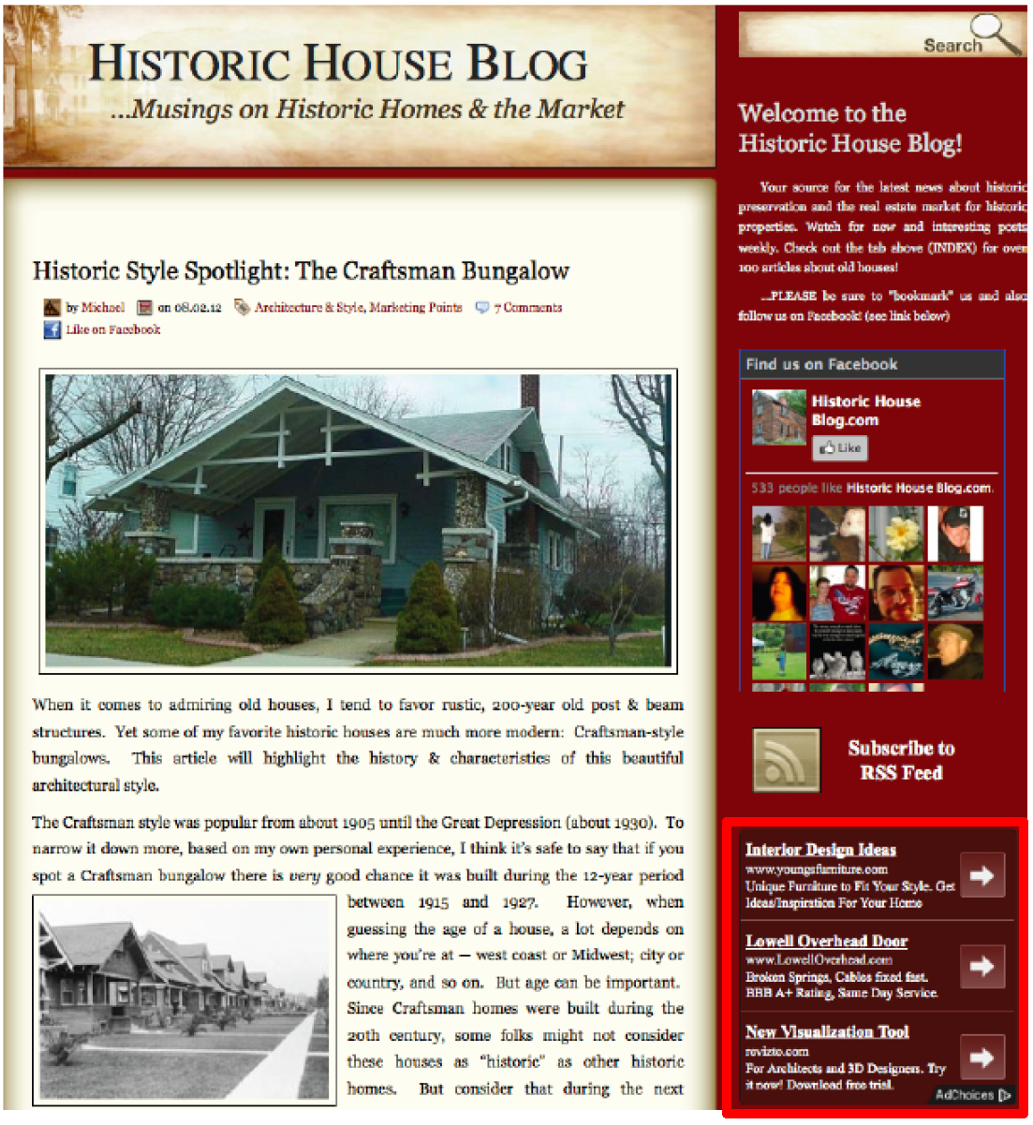 HISTORIC HOUSE BLOG
...Musings on Historic Homes & the Market
Historic Style Spotlight: The Craftsman Bungalow
by Michael on 08.02.12 Architecture & Style, Marketing Points 7 Comments
Like on Facebook
When it comes to admiring old houses, I tend to favor rustic, 200-year old post & beam
structures. Yet some of my favorite historic houses are much more modern: Craftsman-style
bungalows. This article will highlight the history & characteristics of this beautiful
architectural style.
The Craftsman style was popular from about 1905 until the Great Depression (about 1930). To
narrow it down more, based on my own personal experience, I think it's safe to say that if you
spot a Craftsman bungalow there is very good chance it was built during the 12-year period
between 1915 and 1927. However, when
guessing the age of a house, a lot depends on
where you're at — west coast or Midwest; city or
country, and so on. But age can be important.
Since Craftsman homes were built during the
20th century, some folks might not consider
these houses as "historic" as other historic
homes. But consider that during the next
Search
Welcome to the
Historic House Blog!
Your source for the latest news about historic
preservation and the real estate market for historic
properties. Watch for new and interesting posts
weekly. Check out the tab above (INDEX) for over
100 articles about old houses!
...PLEASE be sure to "bookmark" us and also
follow us on Facebook! (see link below)
Find us on Facebook
Historic House
Blog.com
Like
533 people like Historic House Blog.com.
Subscribe to
RSS Feed
Interior Design Ideas
www.youngsfurniture.com
Unique Furniture to Fit Your Style. Get
Ideas/Inspiration For Your Home
Lowell Overhead Door
www.LowellOverhead.com
Broken Springs, Cables fixed fast.
BBB A+ Rating, Same Day Service.
New Visualization Tool
revizto.com
For Architects and 3D Designers. Try
it now! Download free trial.
AdChoices